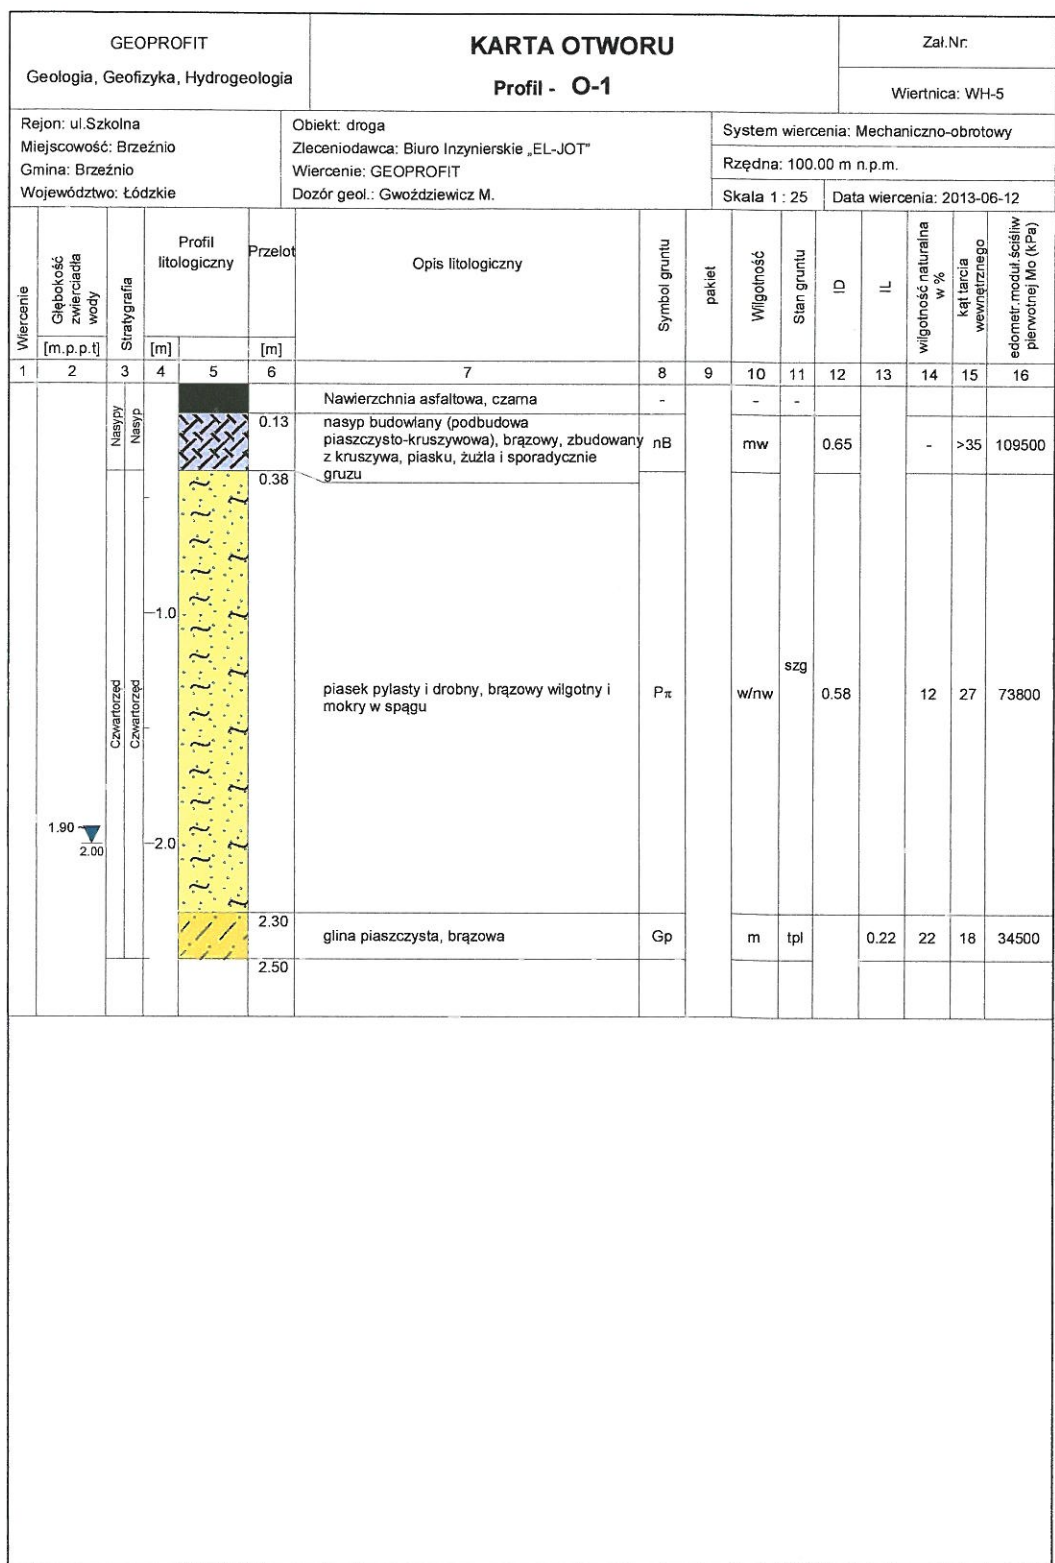 GEOPROFIT
Geologia, Geofizyka, Hydrogeologia
KARTA OTWORU
Profil - O-1
Zał.Nr:
Wiertnica: WH-5
Rejon: ul.Szkolna
Miejscowość: Brzeźnio
Gmina: Brzeźnio
Województwo: Łódzkie
Obiekt: droga
Zleceniodawca: Biuro Inzynierskie „EL-JOT"
Wiercenie: GEOPROFIT
Dozór geol.: Gwoździewicz M.
System wiercenia: Mechaniczno-obrotowy
Rzędna: 100.00 m n.p.m.
Skala 1 : 25
Data wiercenia: 2013-06-12
Wiercenie
Głębokość zwierciadła wody
[m.p.p.t]
Stratygrafia
Profil litologiczny
[m]
Przelot
[m]
Opis litologiczny
Symbol gruntu
pakiet
Wilgotność
Stan gruntu
ID
IL
wilgotność naturalna w %
kąt tarcia wewnętrznego
edometr.moduł.ściśliw pierwotnej Mo (kPa)
1 2 3 4 5 6 7 8 9 10 11 12 13 14 15 16
Nasypy
Nasyp
Nawierzchnia asfaltowa, czarna - - -
0.13
nasyp budowlany (podbudowa
piaszczysto-kruszywowa), brązowy, zbudowany
z kruszywa, piasku, żużla i sporadycznie
gruzu
nB mw 0.65 - >35 109500
0.38
1.0
Czwartorzęd
Czwartorzęd
piasek pylasty i drobny, brązowy wilgotny i
mokry w spągu
Pπ w/nw szg 0.58 12 27 73800
1.90
2.00
2.0
2.30
glina piaszczysta, brązowa Gp m tpl 0.22 22 18 34500
2.50